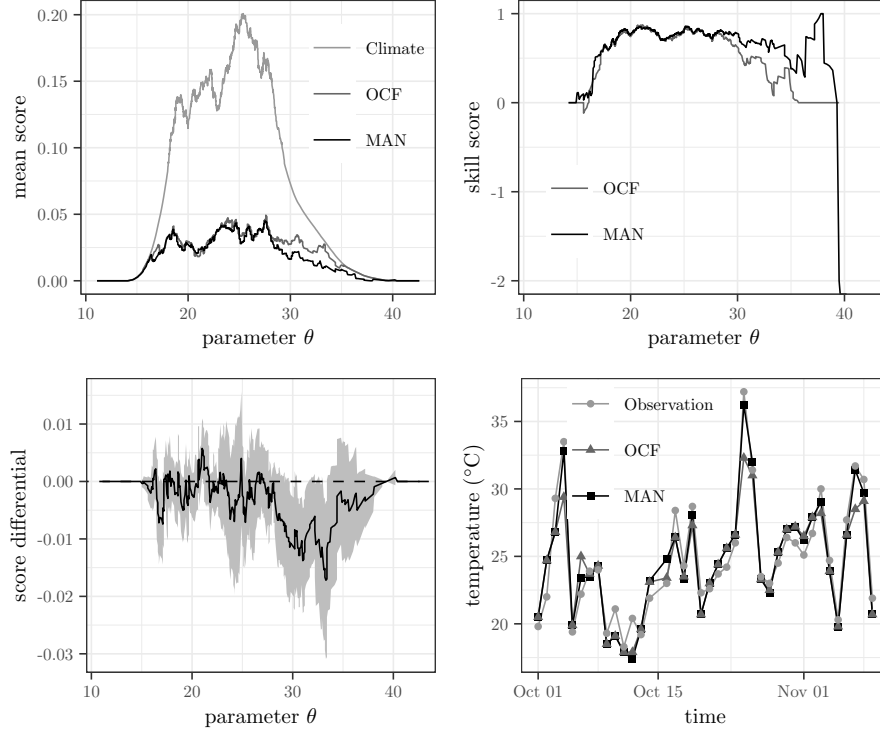 mean score
0.20
0.15
0.10
0.05
0.00
Climate
OCF
MAN
10 20 30 40
parameter θ
skill score
1
0
-1
-2
OCF
MAN
10 20 30 40
parameter θ
score differential
0.01
0.00
-0.01
-0.02
-0.03
10 20 30 40
parameter θ
temperature (°C)
35
30
25
20
Observation
OCF
MAN
Oct 01 Oct 15 Nov 01
time